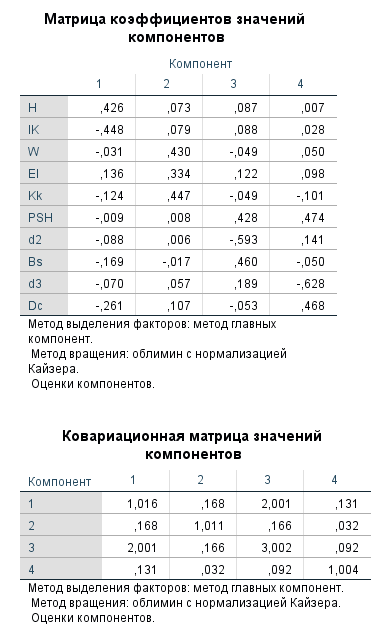 Матрица коэффициентов значений
компонентов
Компонент
1 2 3 4
H ,426 ,073 ,087 ,007
IK -,448 ,079 ,088 ,028
W -,031 ,430 -,049 ,050
EI ,136 ,334 ,122 ,098
Kk -,124 ,447 -,049 -,101
PSH -,009 ,008 ,428 ,474
d2 -,088 ,006 -,593 ,141
Bs -,169 -,017 ,460 -,050
d3 -,070 ,057 ,189 -,628
Dc -,261 ,107 -,053 ,468
Метод выделения факторов: метод главных
компонент.
Метод вращения: облимин с нормализацией
Кайзера.
Оценки компонентов.
Ковариационная матрица значений
компонентов
Компонент 1 2 3 4
1 1,016 ,168 2,001 ,131
2 ,168 1,011 ,166 ,032
3 2,001 ,166 3,002 ,092
4 ,131 ,032 ,092 1,004
Метод выделения факторов: метод главных компонент.
Метод вращения: облимин с нормализацией Кайзера.
Оценки компонентов.